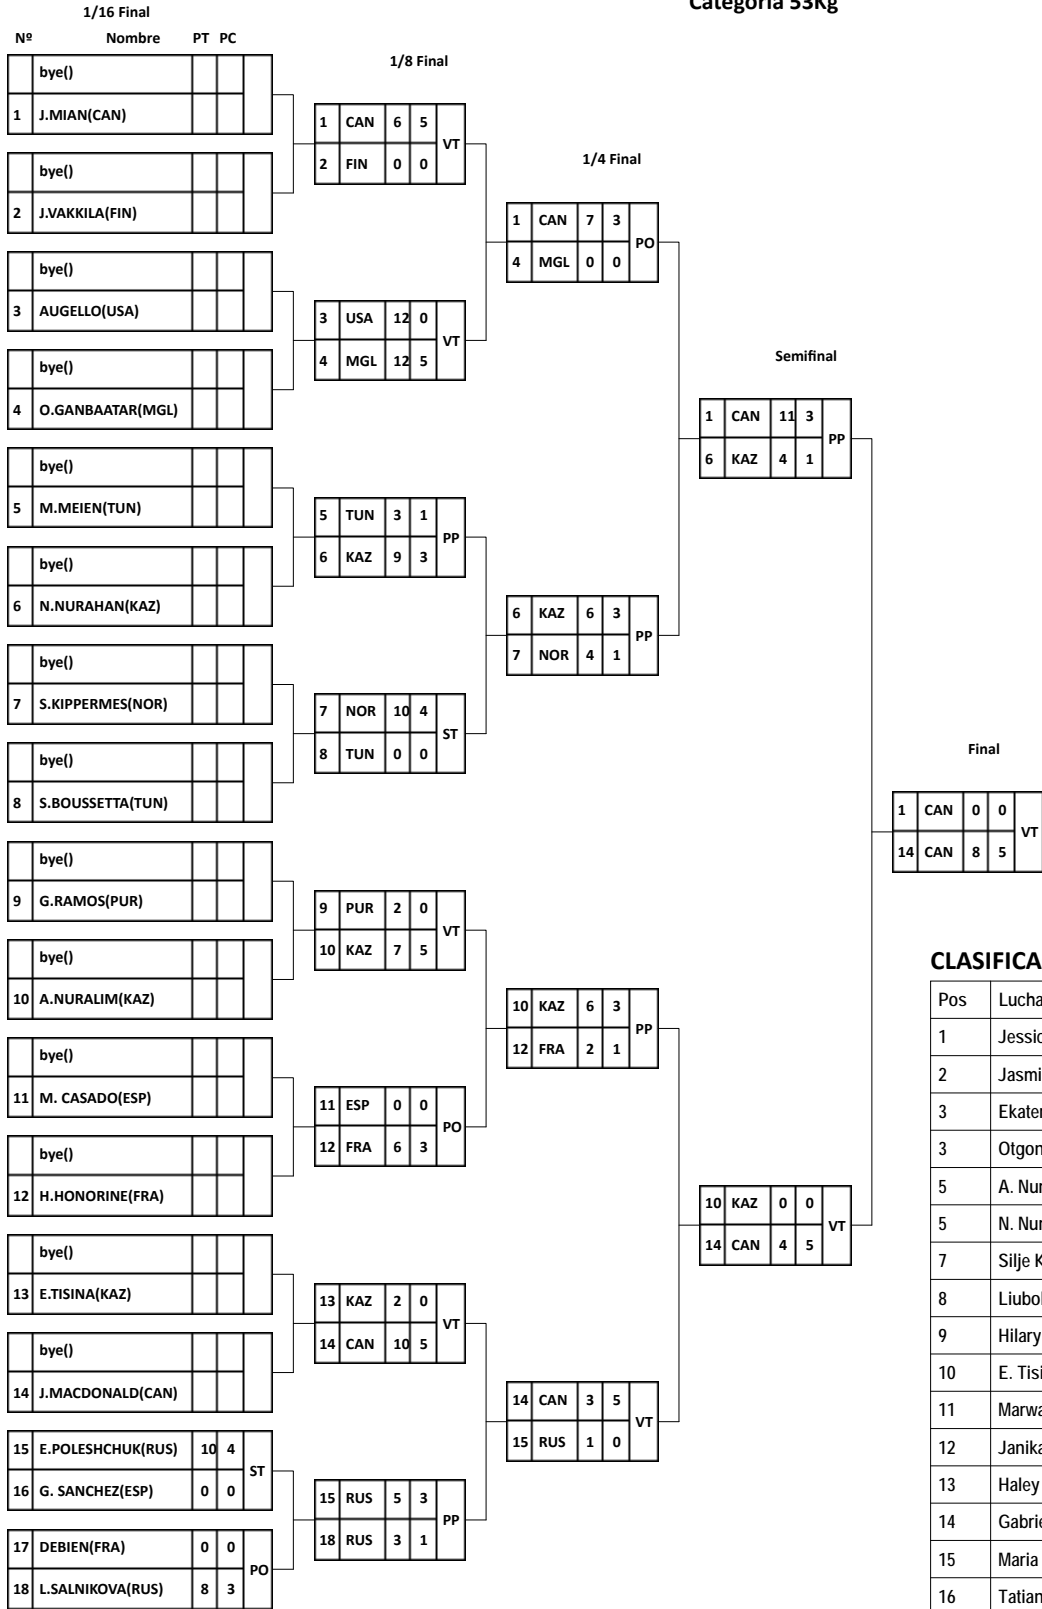 Categoría 53Kg
1/16 Final
Nº Nombre PT PC
bye()
1 J.MIAN(CAN)
bye()
2 J.VAKKILA(FIN)
bye()
3 AUGELLO(USA)
bye()
4 O.GANBAATAR(MGL)
bye()
5 M.MEIEN(TUN)
bye()
6 N.NURAHAN(KAZ)
bye()
7 S.KIPPERMES(NOR)
bye()
8 S.BOUSSETTA(TUN)
bye()
9 G.RAMOS(PUR)
bye()
10 A.NURALIM(KAZ)
bye()
11 M. CASADO(ESP)
bye()
12 H.HONORINE(FRA)
bye()
13 E.TISINA(KAZ)
bye()
14 J.MACDONALD(CAN)
15 E.POLESHCHUK(RUS) 10 4
ST
16 G. SANCHEZ(ESP) 0 0
17 DEBIEN(FRA) 0 0
PO
18 L.SALNIKOVA(RUS) 8 3
1/8 Final
1 CAN 6 5
VT
2 FIN 0 0
3 USA 12 0
VT
4 MGL 12 5
5 TUN 3 1
PP
6 KAZ 9 3
7 NOR 10 4
ST
8 TUN 0 0
9 PUR 2 0
VT
10 KAZ 7 5
11 ESP 0 0
PO
12 FRA 6 3
13 KAZ 2 0
VT
14 CAN 10 5
15 RUS 5 3
PP
18 RUS 3 1
1/4 Final
1 CAN 7 3
PO
4 MGL 0 0
6 KAZ 6 3
PP
7 NOR 4 1
10 KAZ 6 3
PP
12 FRA 2 1
14 CAN 3 5
VT
15 RUS 1 0
Semifinal
1 CAN 11 3
PP
6 KAZ 4 1
10 KAZ 0 0
VT
14 CAN 4 5
Final
1 CAN 0 0
VT
14 CAN 8 5
CLASIFICA
Pos Lucha
1 Jessic
2 Jasmi
3 Ekater
3 Otgon
5 A. Nur
5 N. Nur
7 Silje K
8 Liubo
9 Hilary
10 E. Tisi
11 Marwa
12 Janika
13 Haley
14 Gabrie
15 Maria
16 Tatian